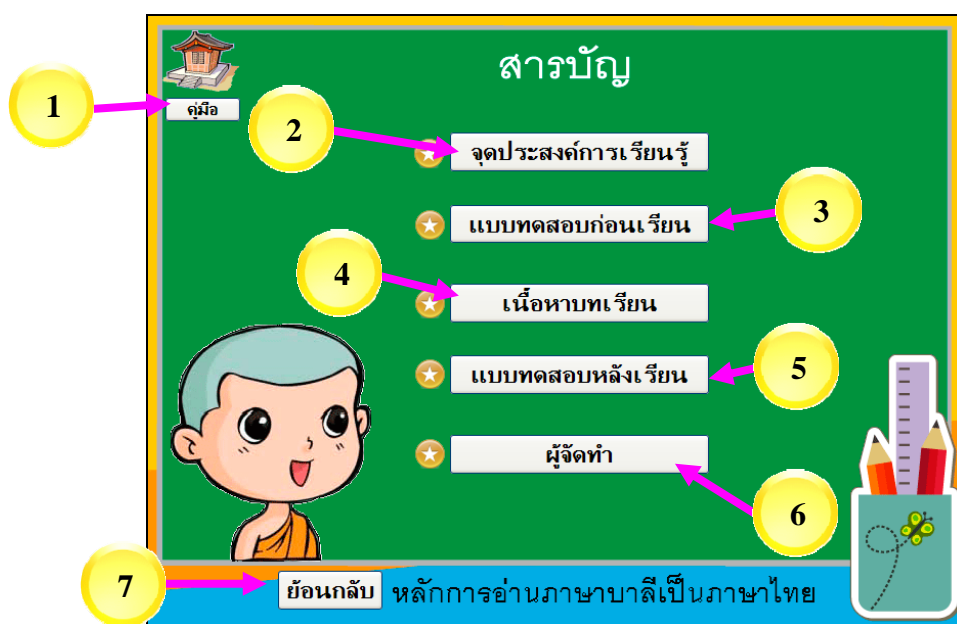 สารบัญ
1
คู่มือ
2
จุดประสงค์การเรียนรู้
แบบทดสอบก่อนเรียน
3
4
เนื้อหาบทเรียน
แบบทดสอบหลังเรียน
5
ผู้จัดทำ
6
7
ย้อนกลับ หลักการอ่านภาษาบาลีเป็นภาษาไทย